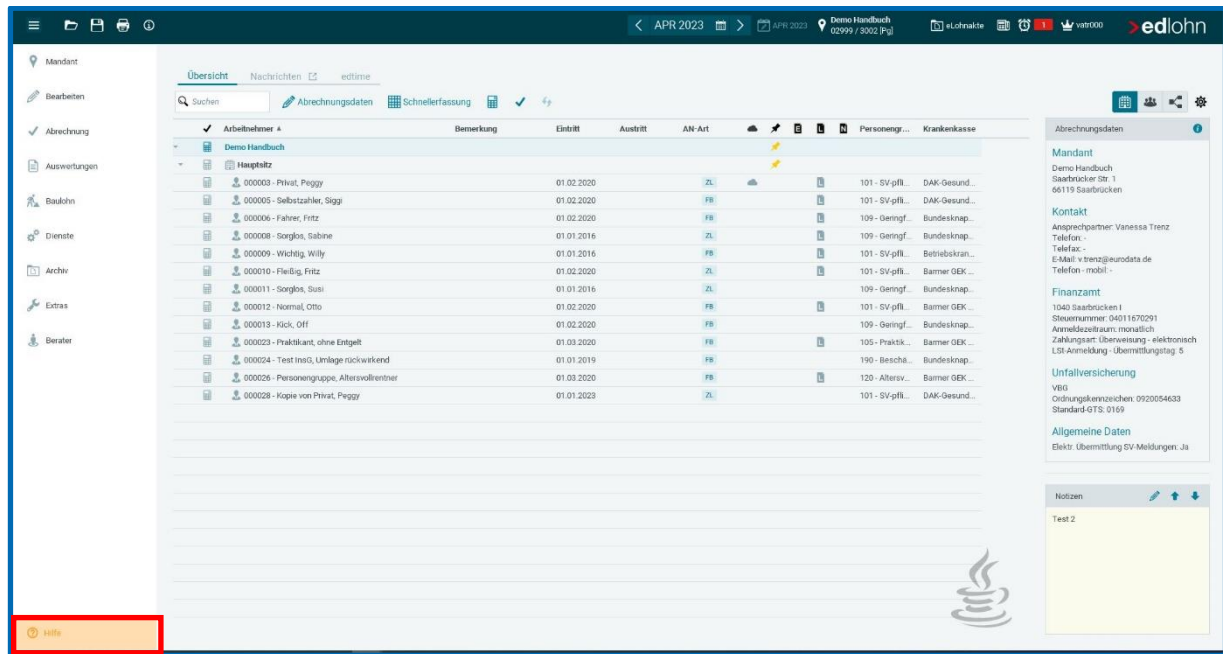 APR 2023
APR 2023
Demo Handbuch
02999 / 3002 [Pg]
eLohnakte
1
vatr000
edlohn
Mandant
Bearbeiten
Abrechnung
Auswertungen
Baulohn
Dienste
Archiv
Extras
Berater
Hilfe
Übersicht Nachrichten edtime
Suchen Abrechnungsdaten Schnellerfassung
Arbeitnehmer Bemerkung Eintritt Austritt AN-Art E L N Personengr... Krankenkasse
Demo Handbuch
Hauptsitz
000003 - Privat, Peggy 01.02.2020 ZL L 101 - SV-pfli... DAK-Gesund...
000005 - Selbstzahler, Siggi 01.02.2020 FB L 101 - SV-pfli... DAK-Gesund...
000006 - Fahrer, Fritz 01.02.2020 FB L 109 - Geringf... Bundesknap...
000008 - Sorglos, Sabine 01.01.2016 ZL L 109 - Geringf... Bundesknap...
000009 - Wichtig, Willy 01.01.2016 FB L 101 - SV-pfli... Betriebskran...
000010 - Fleißig, Fritz 01.02.2020 ZL L 101 - SV-pfli... Barmer GEK ...
000011 - Sorglos, Susi 01.01.2016 ZL 109 - Geringf... Bundesknap...
000012 - Normal, Otto 01.02.2020 FB L 101 - SV-pfli... Barmer GEK ...
000013 - Kick, Off 01.02.2020 FB 109 - Geringf... Bundesknap...
000023 - Praktikant, ohne Entgelt 01.03.2020 FB L 105 - Praktik... Barmer GEK ...
000024 - Test InsG, Umlage rückwirkend 01.01.2019 FB 190 - Beschä... Bundesknap...
000026 - Personengruppe, Altersvollrentner 01.03.2020 FB L 120 - Altersv... Barmer GEK ...
000028 - Kopie von Privat, Peggy 01.01.2023 ZL 101 - SV-pfli... DAK-Gesund...
Abrechnungsdaten
Mandant
Demo Handbuch
Saarbrücker Str. 1
66119 Saarbrücken
Kontakt
Ansprechpartner: Vanessa Trenz
Telefon: -
Telefax: -
E-Mail: v.trenz@eurodata.de
Telefon - mobil: -
Finanzamt
1040 Saarbrücken I
Steuernummer: 04011670291
Anmeldezeitraum: monatlich
Zahlungsart: Überweisung - elektronisch
LSt-Anmeldung - Übermittlungstag: 5
Unfallversicherung
VBG
Ordnungskennzeichen: 0920054633
Standard-GTS: 0169
Allgemeine Daten
Elektr. Übermittlung SV-Meldungen: Ja
Notizen
Test 2